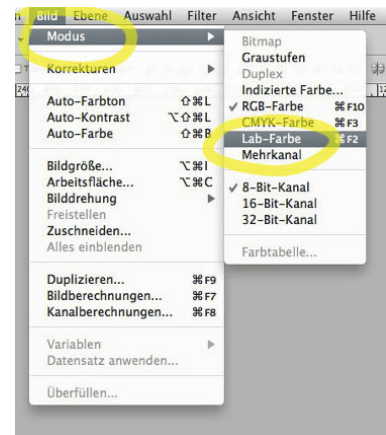 Bild Ebene Auswahl Filter Ansicht Fenster Hilfe
Modus
Korrekturen
Auto-Farbton ⇧⌘L
Auto-Kontrast ⌥⇧⌘L
Auto-Farbe ⇧⌘B
Bildgröße... ⌥⌘I
Arbeitsfläche... ⌥⌘C
Bilddrehung
Freistellen
Zuschneiden...
Alles einblenden
Duplizieren... ⌘F9
Bildberechnungen... ⌘F7
Kanalberechnungen... ⌘F8
Variablen
Datensatz anwenden...
Überfüllen...
Bitmap
Graustufen
Duplex
Indizierte Farbe...
✓ RGB-Farbe ⌘F10
CMYK-Farbe ⌘F3
Lab-Farbe ⌘F2
Mehrkanal
✓ 8-Bit-Kanal
16-Bit-Kanal
32-Bit-Kanal
Farbtabelle...